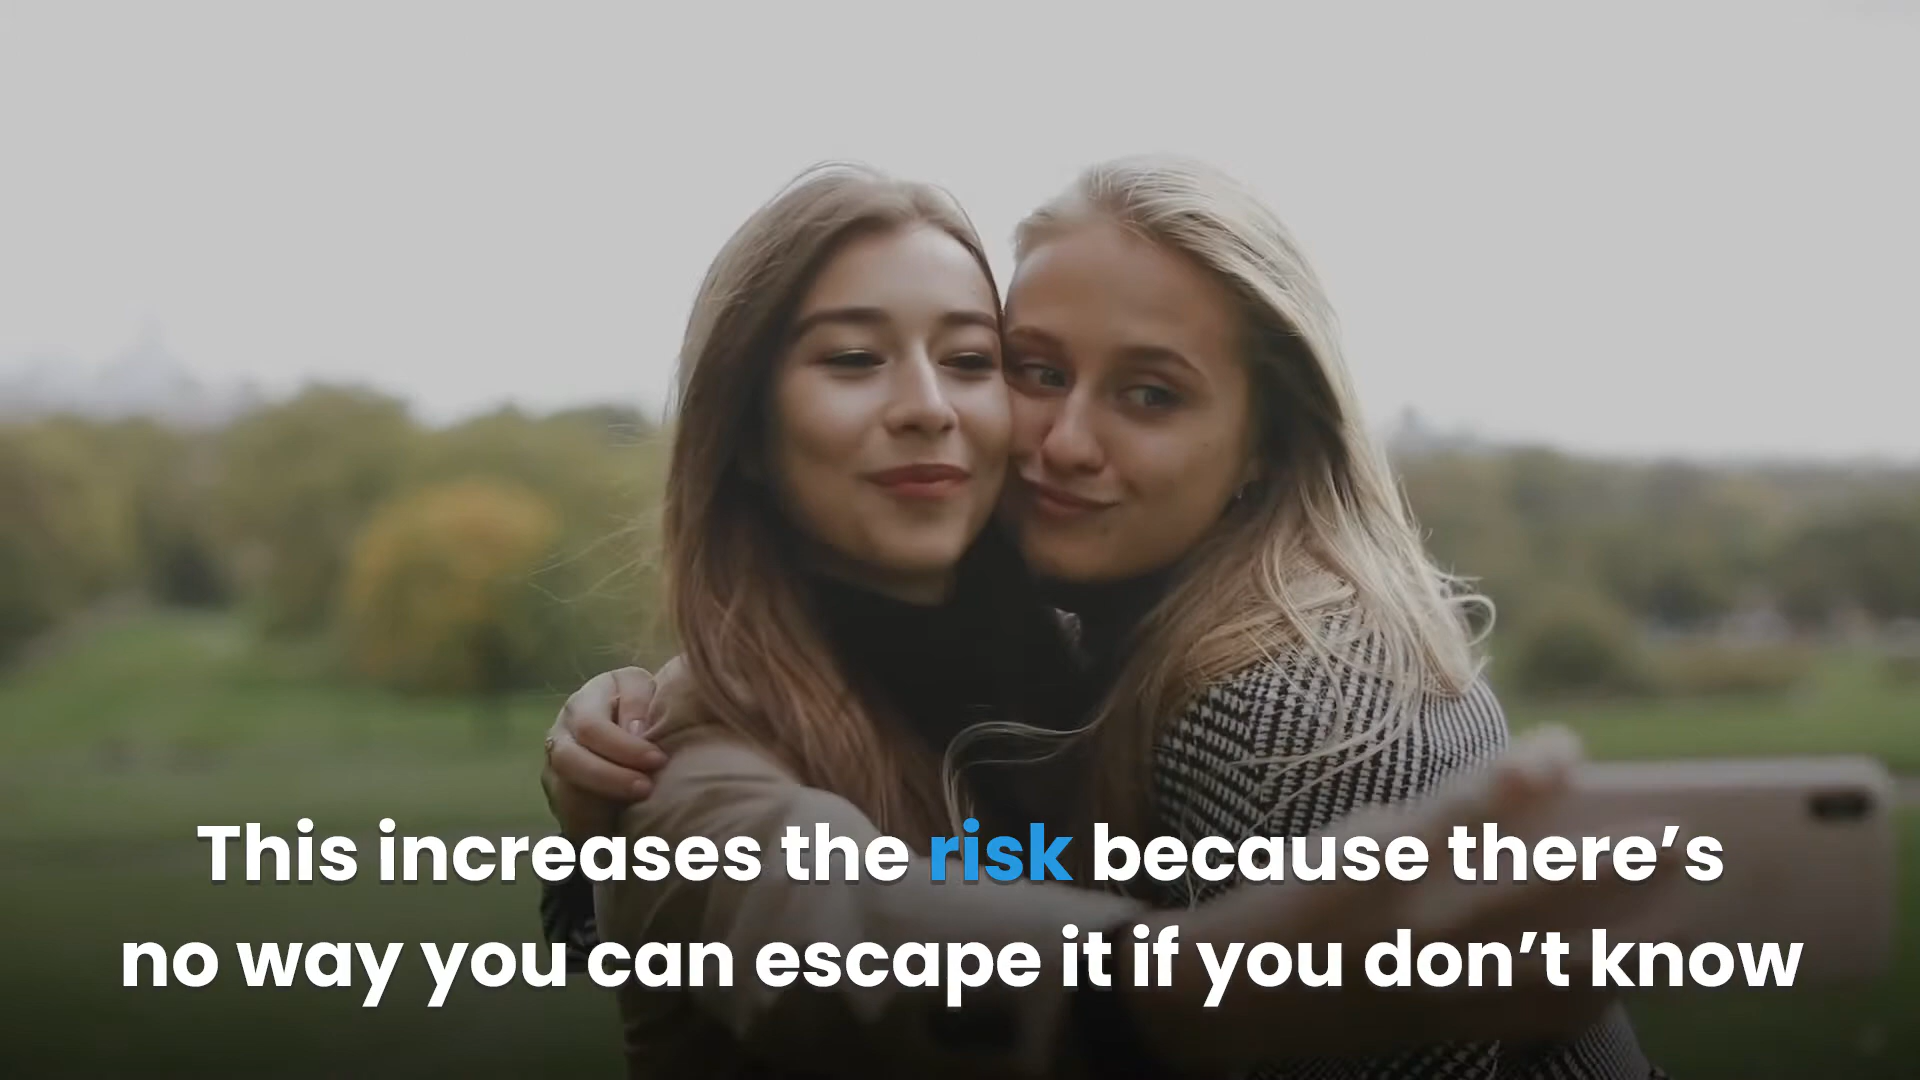 This increases the risk because there’s
no way you can escape it if you don’t know